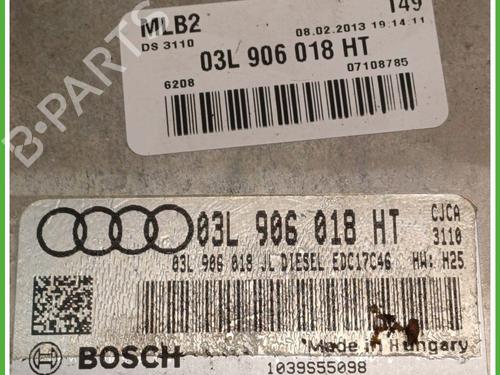 MLB2
T49
DS 3110
08.02.2013 19:14:11
03L 906 018 HT
6208
07108785
B-PARTS
03L 906 018 HT
CJCA
3110
03L 906 018 JL DIESEL EDC17C46 HW: H25
Made in Hungary
BOSCH
1039S55098